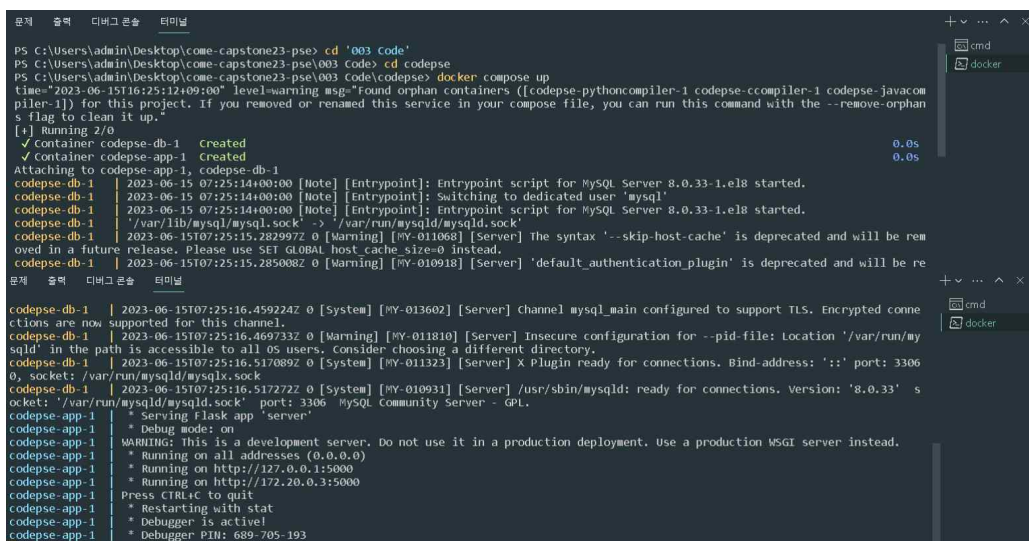 문제 출력 디버그 콘솔 터미널
PS C:\Users\admin\Desktop\come-capstone23-pse> cd '003 Code'
PS C:\Users\admin\Desktop\come-capstone23-pse\003 Code> cd codepse
PS C:\Users\admin\Desktop\come-capstone23-pse\003 Code\codepse> docker compose up
time="2023-06-15T16:25:12+09:00" level=warning msg="Found orphan containers ([codepse-pythoncompiler-1 codepse-ccompiler-1 codepse-javacom
piler-1]) for this project. If you removed or renamed this service in your compose file, you can run this command with the --remove-orphan
s flag to clean it up."
[+] Running 2/0
✓ Container codepse-db-1 Created 0.0s
✓ Container codepse-app-1 Created 0.0s
Attaching to codepse-app-1, codepse-db-1
codepse-db-1 | 2023-06-15 07:25:14+00:00 [Note] [Entrypoint]: Entrypoint script for MySQL Server 8.0.33-1.el8 started.
codepse-db-1 | 2023-06-15 07:25:14+00:00 [Note] [Entrypoint]: Switching to dedicated user 'mysql'
codepse-db-1 | 2023-06-15 07:25:14+00:00 [Note] [Entrypoint]: Entrypoint script for MySQL Server 8.0.33-1.el8 started.
codepse-db-1 | '/var/lib/mysql/mysql.sock' -> '/var/run/mysqld/mysqld.sock'
codepse-db-1 | 2023-06-15T07:25:15.282997Z 0 [Warning] [MY-011068] [Server] The syntax '--skip-host-cache' is deprecated and will be rem
oved in a future release. Please use SET GLOBAL host_cache_size=0 instead.
codepse-db-1 | 2023-06-15T07:25:15.285008Z 0 [Warning] [MY-010918] [Server] 'default_authentication_plugin' is deprecated and will be re
cmd
docker
문제 출력 디버그 콘솔 터미널
codepse-db-1 | 2023-06-15T07:25:16.459224Z 0 [System] [MY-013602] [Server] Channel mysql_main configured to support TLS. Encrypted conne
ctions are now supported for this channel.
codepse-db-1 | 2023-06-15T07:25:16.469733Z 0 [Warning] [MY-011810] [Server] Insecure configuration for --pid-file: Location '/var/run/my
sqld' in the path is accessible to all OS users. Consider choosing a different directory.
codepse-db-1 | 2023-06-15T07:25:16.517089Z 0 [System] [MY-011323] [Server] X Plugin ready for connections. Bind-address: '::' port: 3306
0, socket: /var/run/mysqld/mysqlx.sock
codepse-db-1 | 2023-06-15T07:25:16.517272Z 0 [System] [MY-010931] [Server] /usr/sbin/mysqld: ready for connections. Version: '8.0.33' s
ocket: '/var/run/mysqld/mysqld.sock' port: 3306 MySQL Community Server - GPL.
codepse-app-1 | * Serving Flask app 'server'
codepse-app-1 | * Debug mode: on
codepse-app-1 | WARNING: This is a development server. Do not use it in a production deployment. Use a production WSGI server instead.
codepse-app-1 | * Running on all addresses (0.0.0.0)
codepse-app-1 | * Running on http://127.0.0.1:5000
codepse-app-1 | * Running on http://172.20.0.3:5000
codepse-app-1 | Press CTRL+C to quit
codepse-app-1 | * Restarting with stat
codepse-app-1 | * Debugger is active!
codepse-app-1 | * Debugger PIN: 689-705-193
cmd
docker